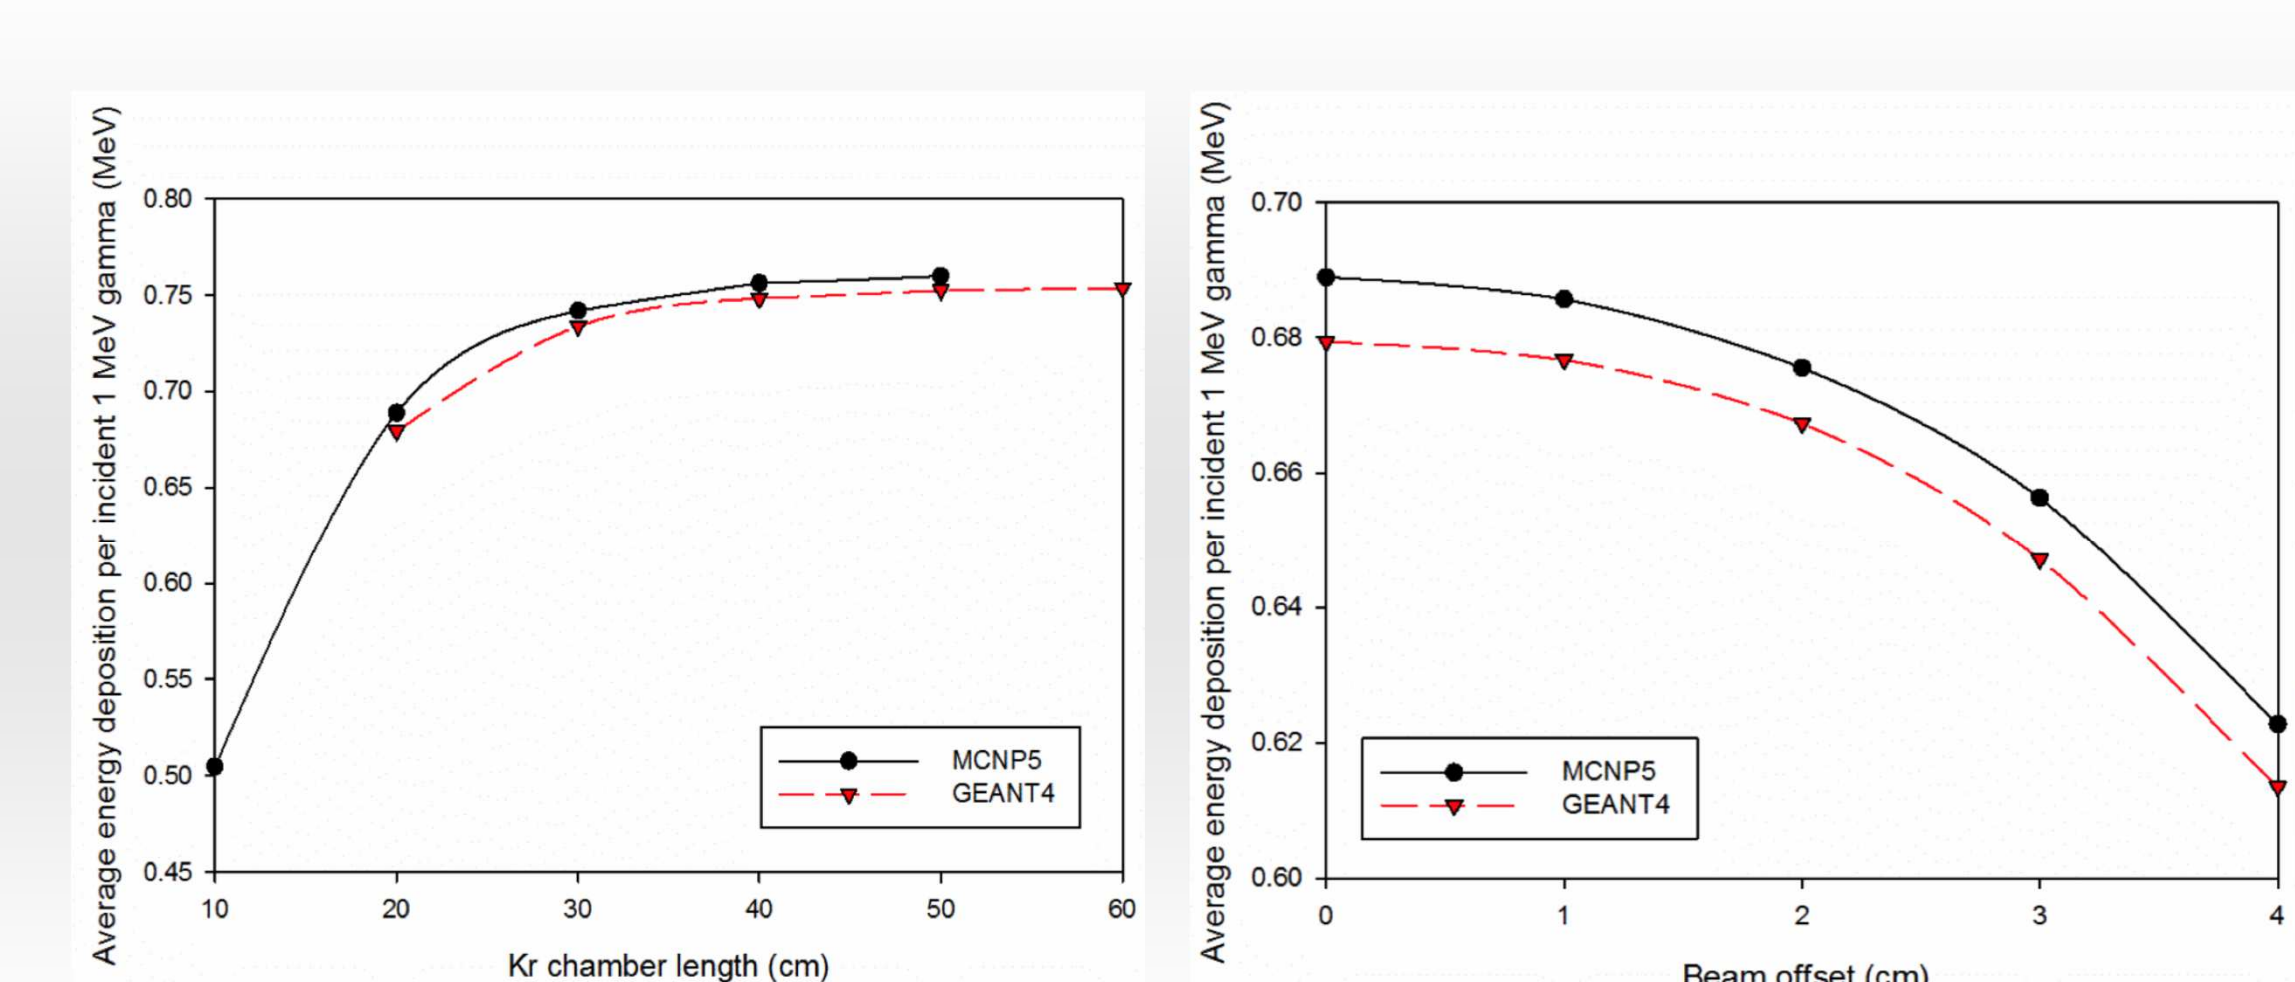 Average energy deposition per incident 1 MeV gamma (MeV)
0.80
0.75
0.70
0.65
0.60
0.55
0.50
0.45
10 20 30 40 50 60
Kr chamber length (cm)
MCNP5
GEANT4
Average energy deposition per incident 1 MeV gamma (MeV)
0.70
0.68
0.66
0.64
0.62
0.60
0 1 2 3 4
Beam offset (cm)
MCNP5
GEANT4